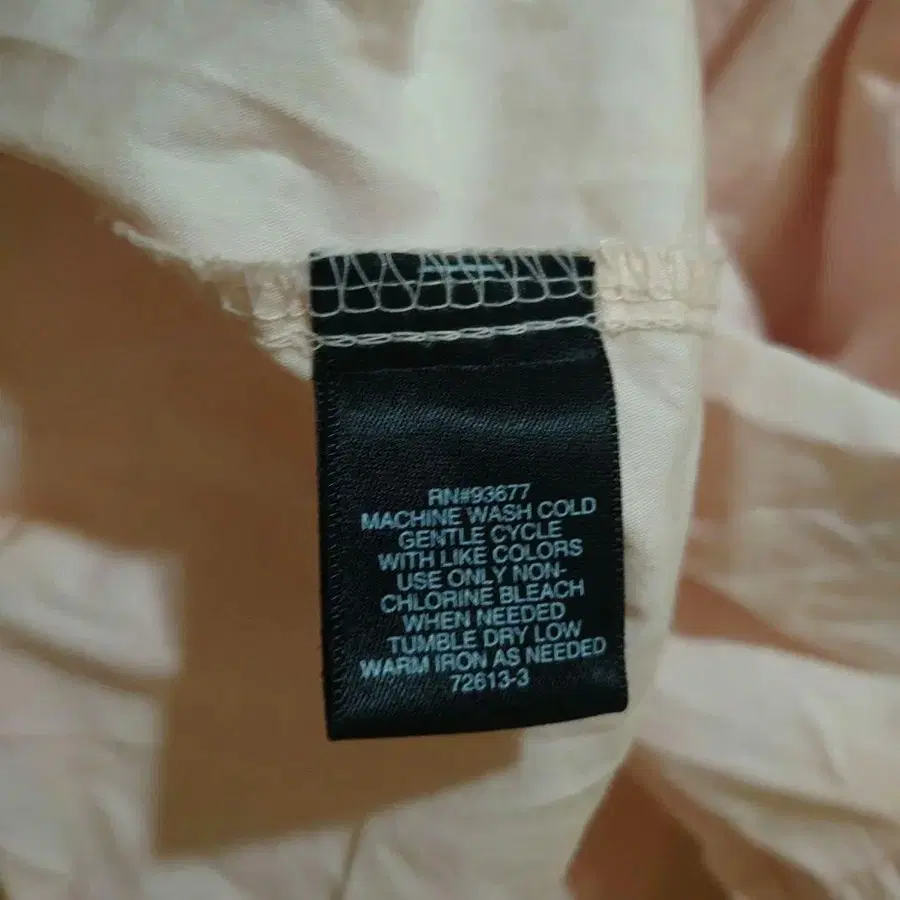 RN#93677
MACHINE WASH COLD
GENTLE CYCLE
WITH LIKE COLORS
USE ONLY NON-
CHLORINE BLEACH
WHEN NEEDED
TUMBLE DRY LOW
WARM IRON AS NEEDED
72613-3